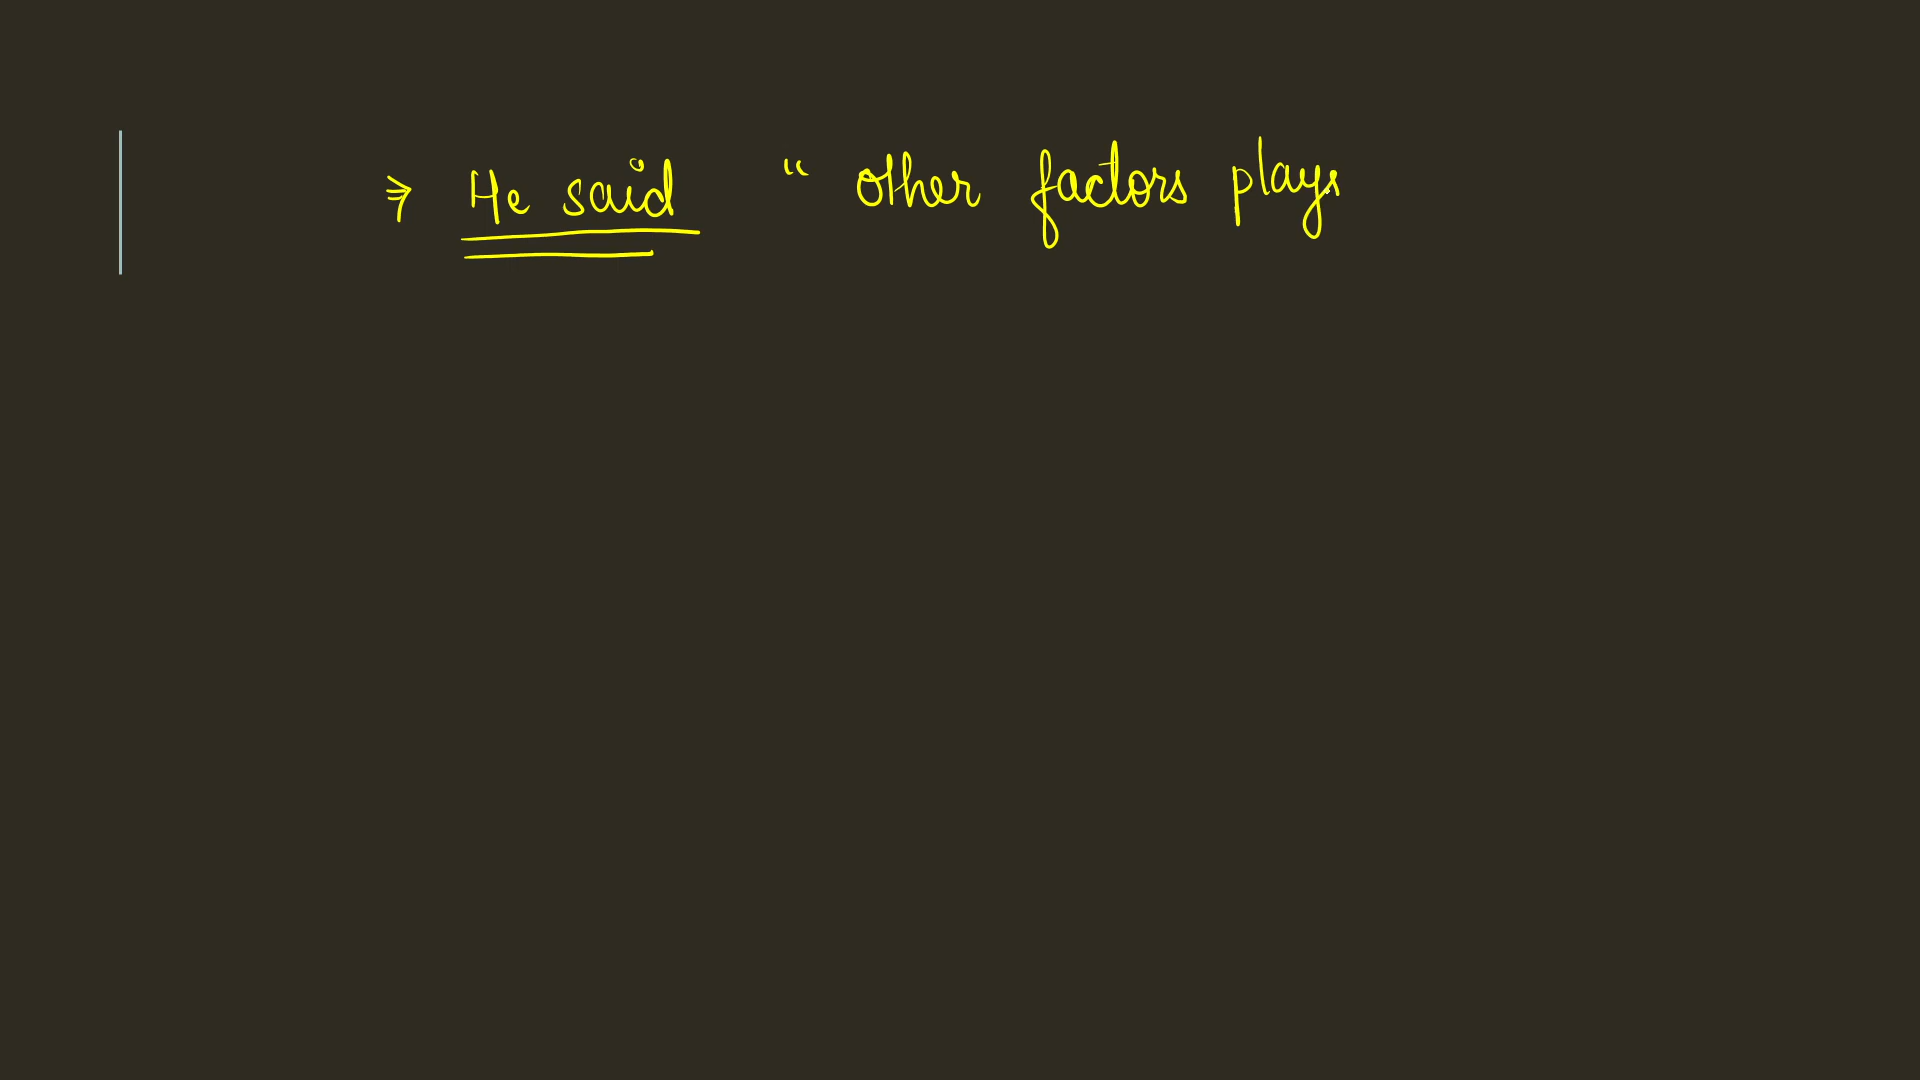 ⇒ He said “ other factors plays